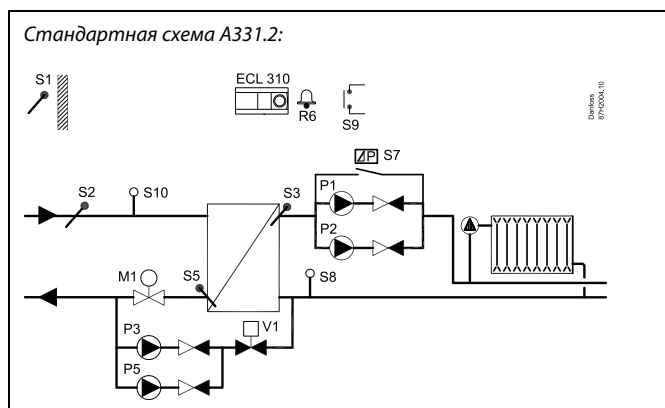 Стандартная схема A331.2:
S1
ECL 310
R6
S9
Danfoss
87H2004.10
ΔP S7
S2
S10
S3
P1
P2
M1
S5
S8
P3
V1
P5